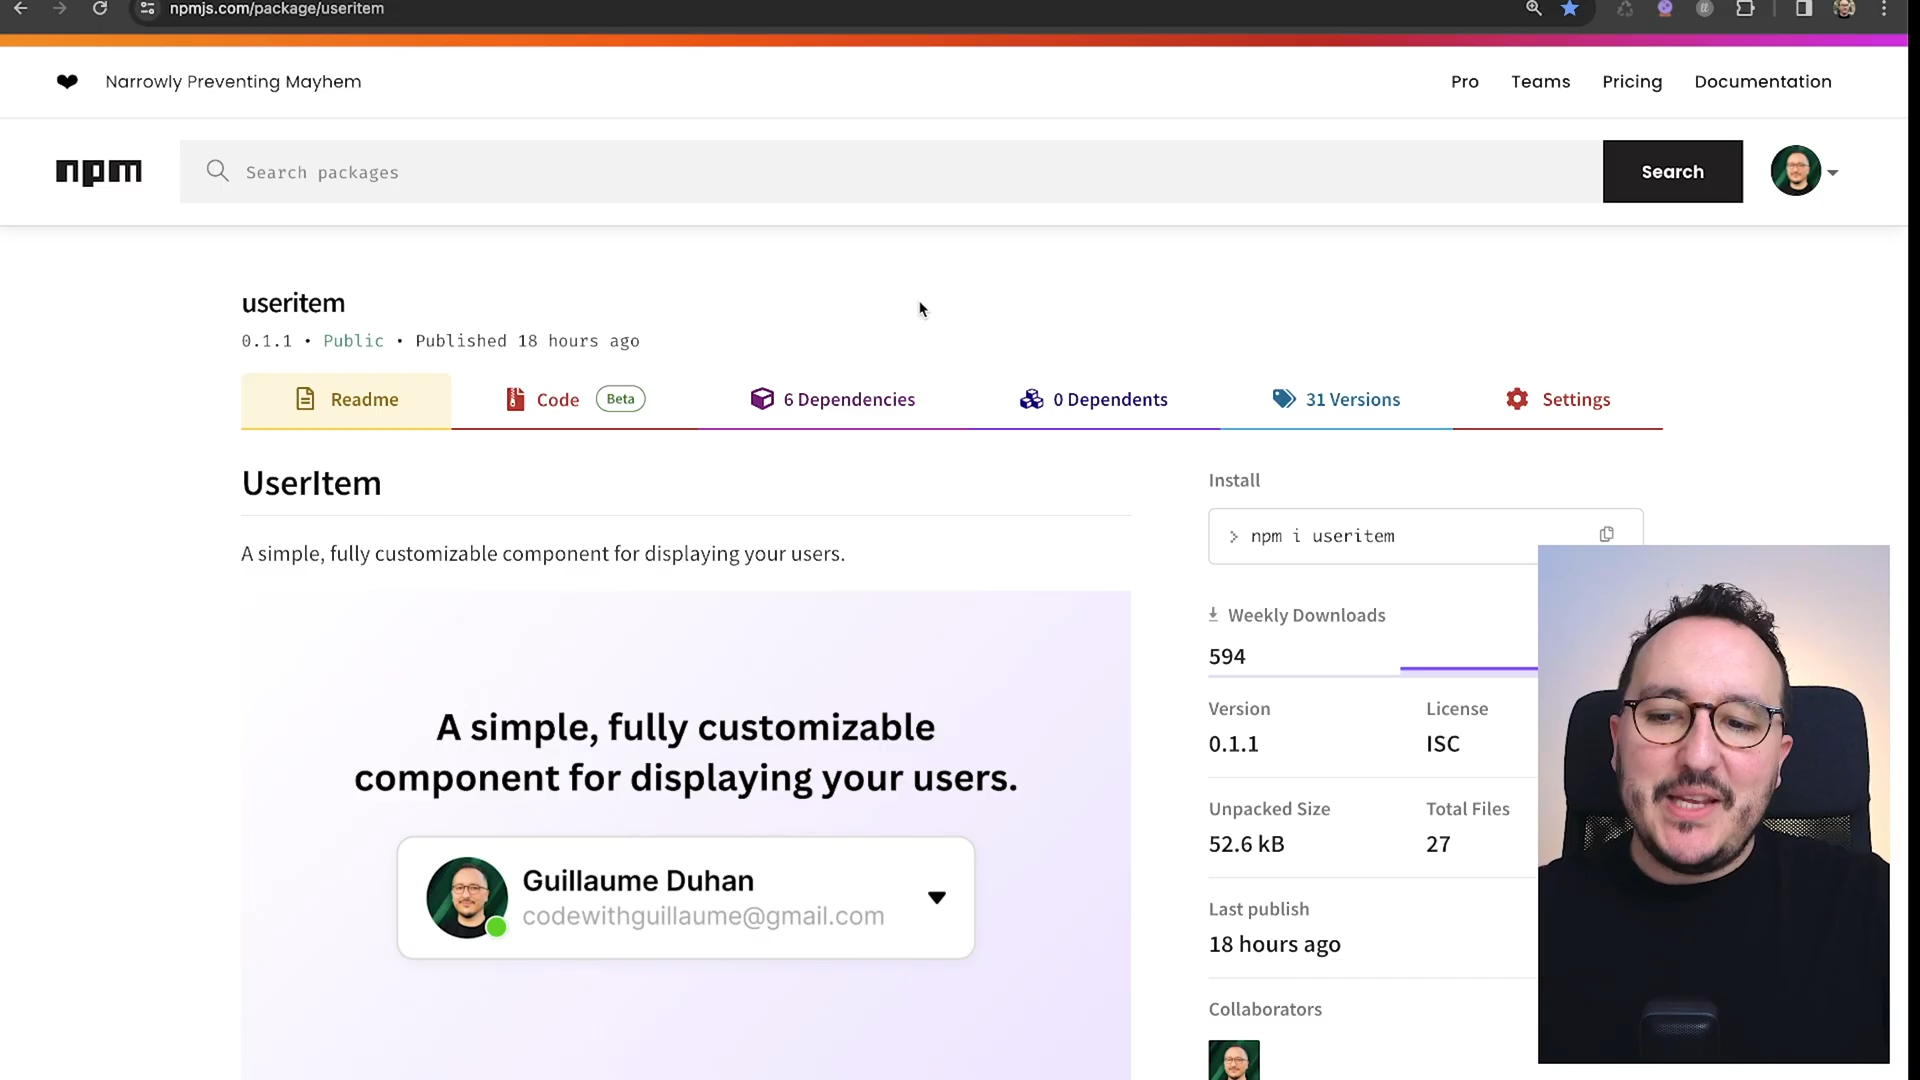 npmjs.com/package/useritem
Narrowly Preventing Mayhem
Pro
Teams
Pricing
Documentation
npm
Search packages
Search
useritem
0.1.1 • Public • Published 18 hours ago
Readme
Code
Beta
6 Dependencies
0 Dependents
31 Versions
Settings
UserItem
A simple, fully customizable component for displaying your users.
A simple, fully customizable
component for displaying your users.
Guillaume Duhan
codewithguillaume@gmail.com
Install
> npm i useritem
Weekly Downloads
594
Version
License
0.1.1
ISC
Unpacked Size
Total Files
52.6 kB
27
Last publish
18 hours ago
Collaborators